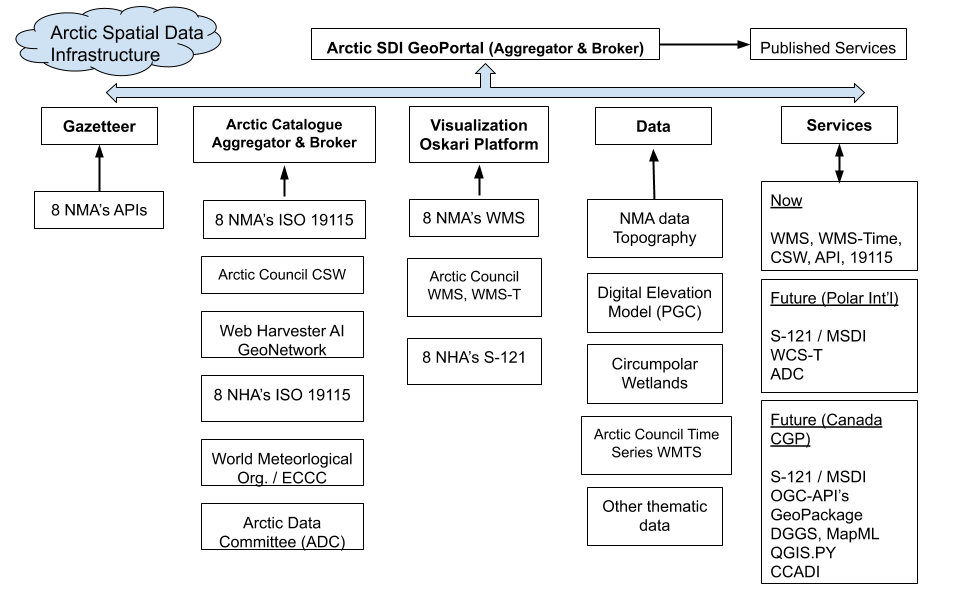 Arctic Spatial Data
Infrastructure
Arctic SDI GeoPortal (Aggregator & Broker)
Published Services
Gazetteer
8 NMA's APIs
Arctic Catalogue
Aggregator & Broker
8 NMA's ISO 19115
Arctic Council CSW
Web Harvester AI
GeoNetwork
8 NHA's ISO 19115
World Meteorlogical
Org. / ECCC
Arctic Data
Committee (ADC)
Visualization
Oskari Platform
8 NMA's WMS
Arctic Council
WMS, WMS-T
8 NHA's S-121
Data
NMA data
Topography
Digital Elevation
Model (PGC)
Circumpolar
Wetlands
Arctic Council Time
Series WMTS
Other thematic
data
Services
Now
WMS, WMS-Time,
CSW, API, 19115
Future (Polar Int'l)
S-121 / MSDI
WCS-T
ADC
Future (Canada
CGP)
S-121 / MSDI
OGC-API's
GeoPackage
DGGS, MapML
QGIS.PY
CCADI